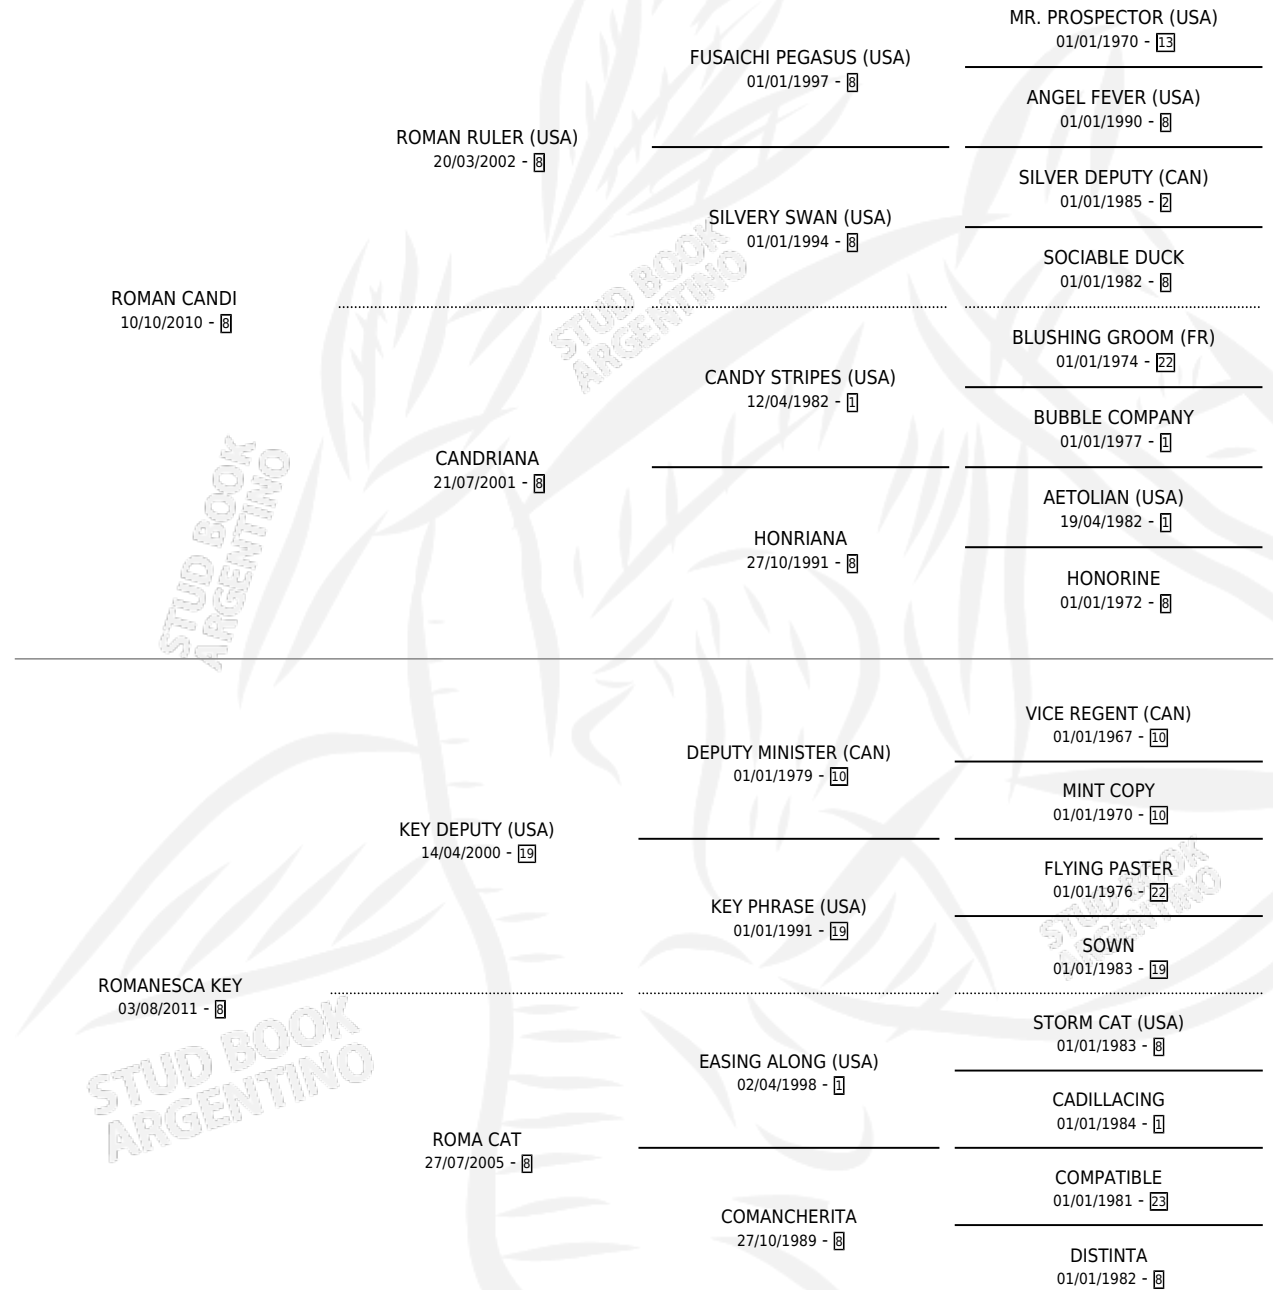 MR. PROSPECTOR (USA)
01/01/1970 - 13
FUSAICHI PEGASUS (USA)
01/01/1997 - 8
ANGEL FEVER (USA)
01/01/1990 - 8
ROMAN RULER (USA)
20/03/2002 - 8
SILVER DEPUTY (CAN)
01/01/1985 - 2
SILVERY SWAN (USA)
01/01/1994 - 8
SOCIABLE DUCK
01/01/1982 - 8
ROMAN CANDI
10/10/2010 - 8
BLUSHING GROOM (FR)
01/01/1974 - 22
CANDY STRIPES (USA)
12/04/1982 - 1
BUBBLE COMPANY
01/01/1977 - 1
CANDRIANA
21/07/2001 - 8
AETOLIAN (USA)
19/04/1982 - 1
HONRIANA
27/10/1991 - 8
HONORINE
01/01/1972 - 8
STUD BOOK
ARGENTINO
STUD BOOK
ARGENTINO
VICE REGENT (CAN)
01/01/1967 - 10
DEPUTY MINISTER (CAN)
01/01/1979 - 10
MINT COPY
01/01/1970 - 10
KEY DEPUTY (USA)
14/04/2000 - 19
FLYING PASTER
01/01/1976 - 22
KEY PHRASE (USA)
01/01/1991 - 19
SOWN
01/01/1983 - 19
ROMANESCA KEY
03/08/2011 - 8
STORM CAT (USA)
01/01/1983 - 8
EASING ALONG (USA)
02/04/1998 - 1
CADILLACING
01/01/1984 - 1
ROMA CAT
27/07/2005 - 8
COMPATIBLE
01/01/1981 - 23
COMANCHERITA
27/10/1989 - 8
DISTINTA
01/01/1982 - 8
STUD BOOK
ARGENTINO
STUD BOOK
ARGENTINO